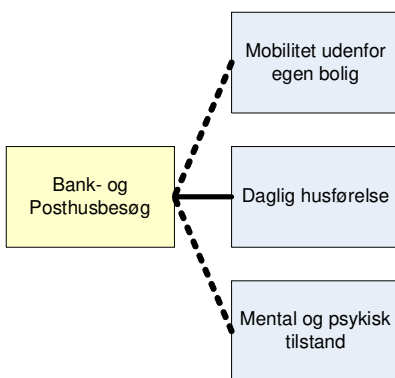 Mobilitet udenfor
egen bolig
Bank- og
Posthusbesøg
Daglig husførelse
Mental og psykisk
tilstand